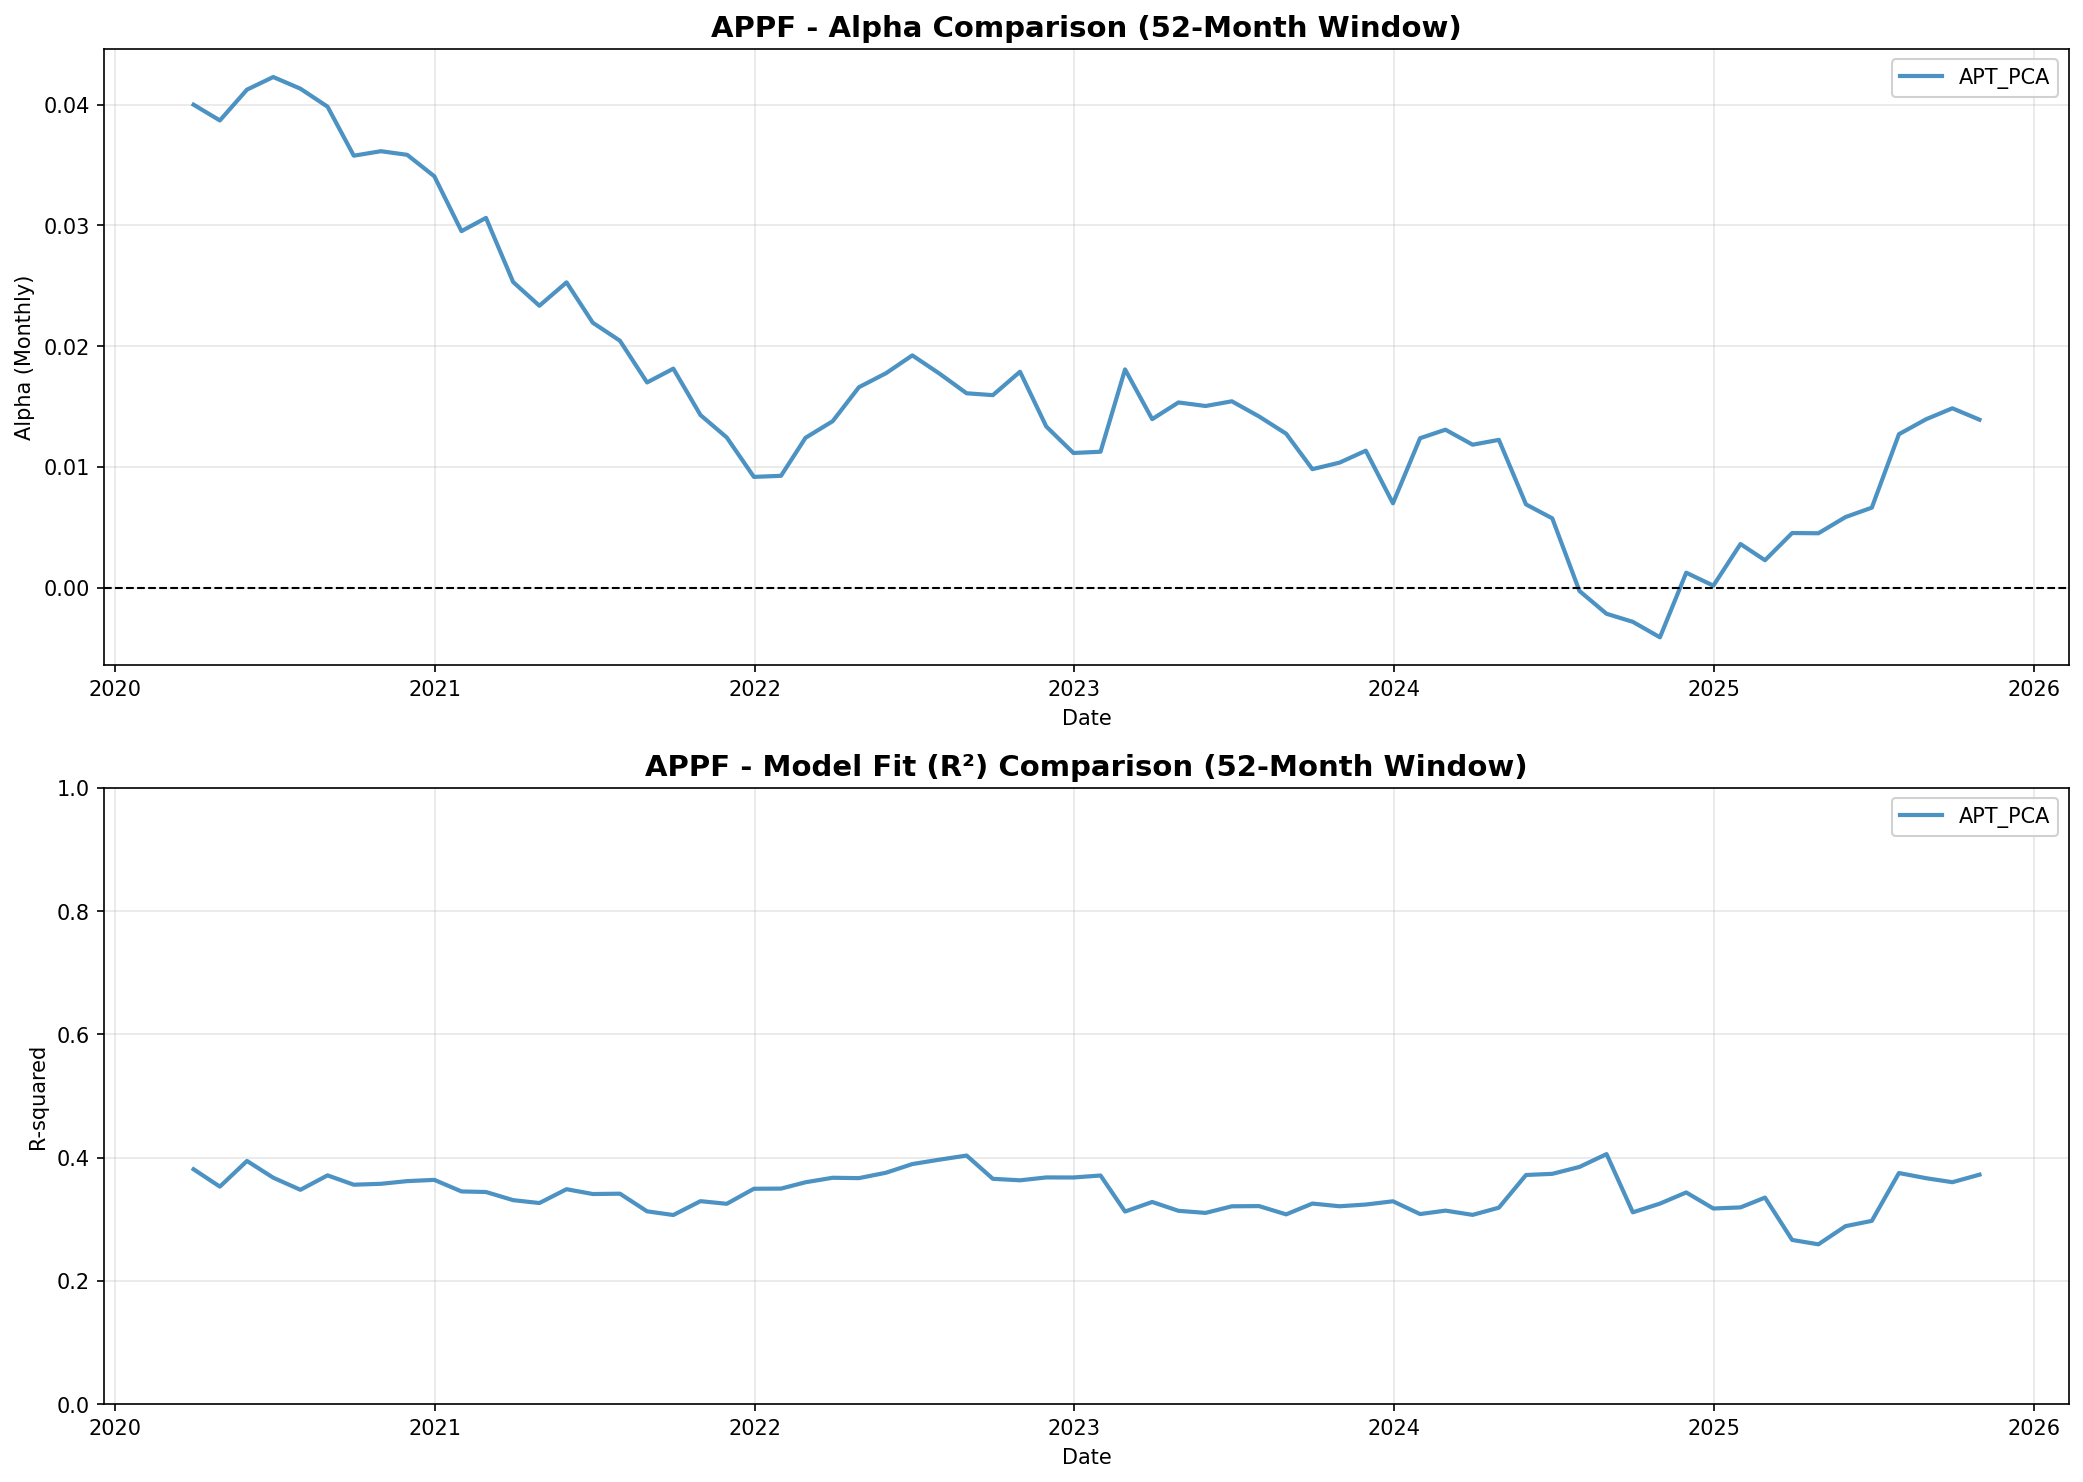 APPF - Alpha Comparison (52-Month Window)
APT_PCA
Alpha (Monthly)
0.04
0.03
0.02
0.01
0.00
2020 2021 2022 2023 2024 2025 2026
Date
APPF - Model Fit (R²) Comparison (52-Month Window)
APT_PCA
R-squared
1.0
0.8
0.6
0.4
0.2
0.0
2020 2021 2022 2023 2024 2025 2026
Date